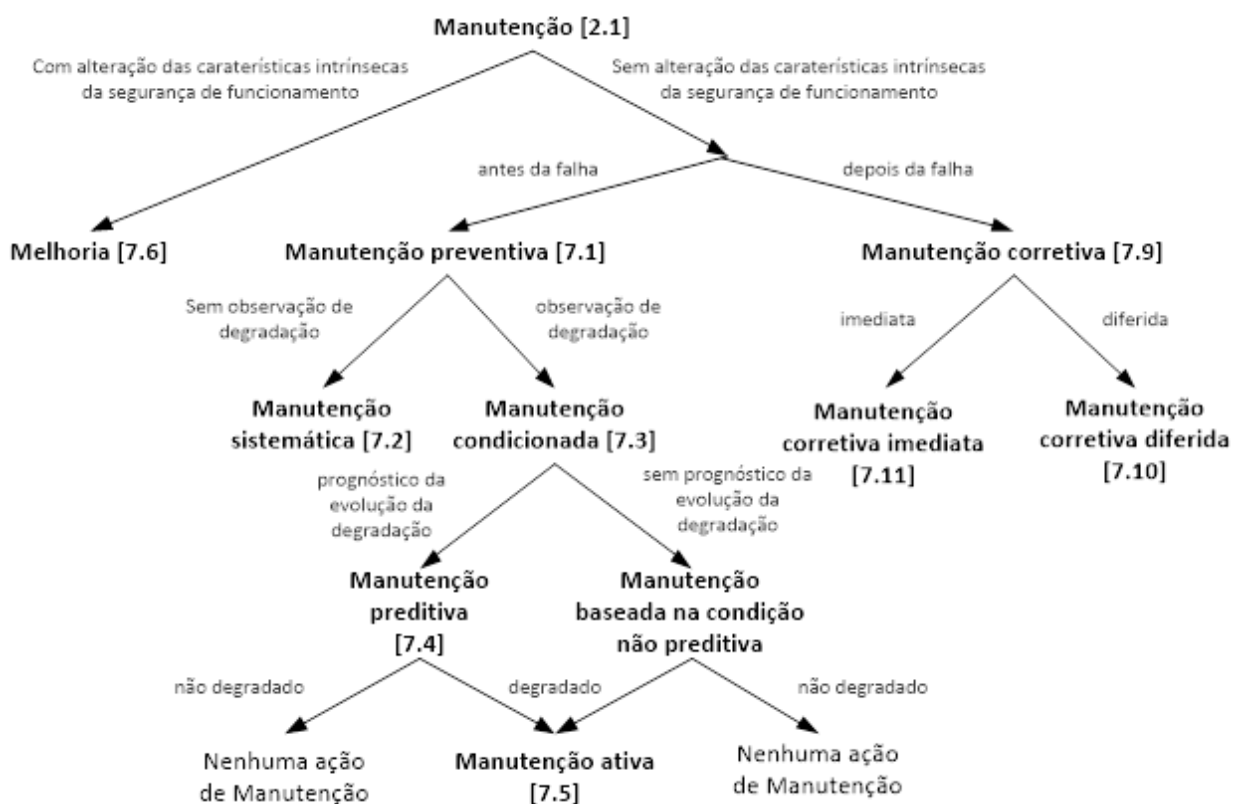 Manutenção [2.1]
Com alteração das caraterísticas intrínsecas
da segurança de funcionamento
Sem alteração das caraterísticas intrínsecas
da segurança de funcionamento
antes da falha
depois da falha
Melhoria [7.6]
Manutenção preventiva [7.1]
Manutenção corretiva [7.9]
Sem observação de
degradação
observação de
degradação
imediata
diferida
Manutenção
sistemática [7.2]
Manutenção
condicionada [7.3]
Manutenção
corretiva imediata
[7.11]
Manutenção
corretiva diferida
[7.10]
prognóstico da
evolução da
degradação
sem prognóstico da
evolução da
degradação
Manutenção
preditiva
[7.4]
Manutenção
baseada na condição
não preditiva
não degradado
degradado
não degradado
Nenhuma ação
de Manutenção
Manutenção ativa
[7.5]
Nenhuma ação
de Manutenção